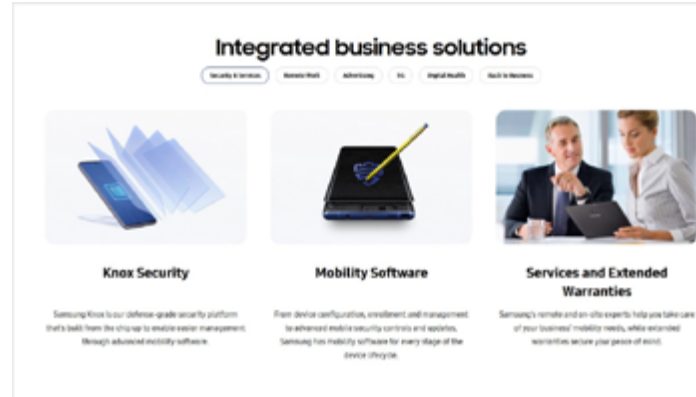 Integrated business solutions
Security & Services
Remote Work
Advertising
5G
Digital Health
Back to Business
Knox Security
Mobility Software
Services and Extended
Warranties
Samsung Knox is our defense-grade security platform
that's built from the chip up to enable easier management
through advanced mobility software.
From device configuration, enrollment and management
to advanced mobile security controls and updates,
Samsung has mobility software for every stage of the
device lifecycle.
Samsung's remote and on-site experts help you take care
of your business' mobility needs, while extended
warranties secure your peace of mind.